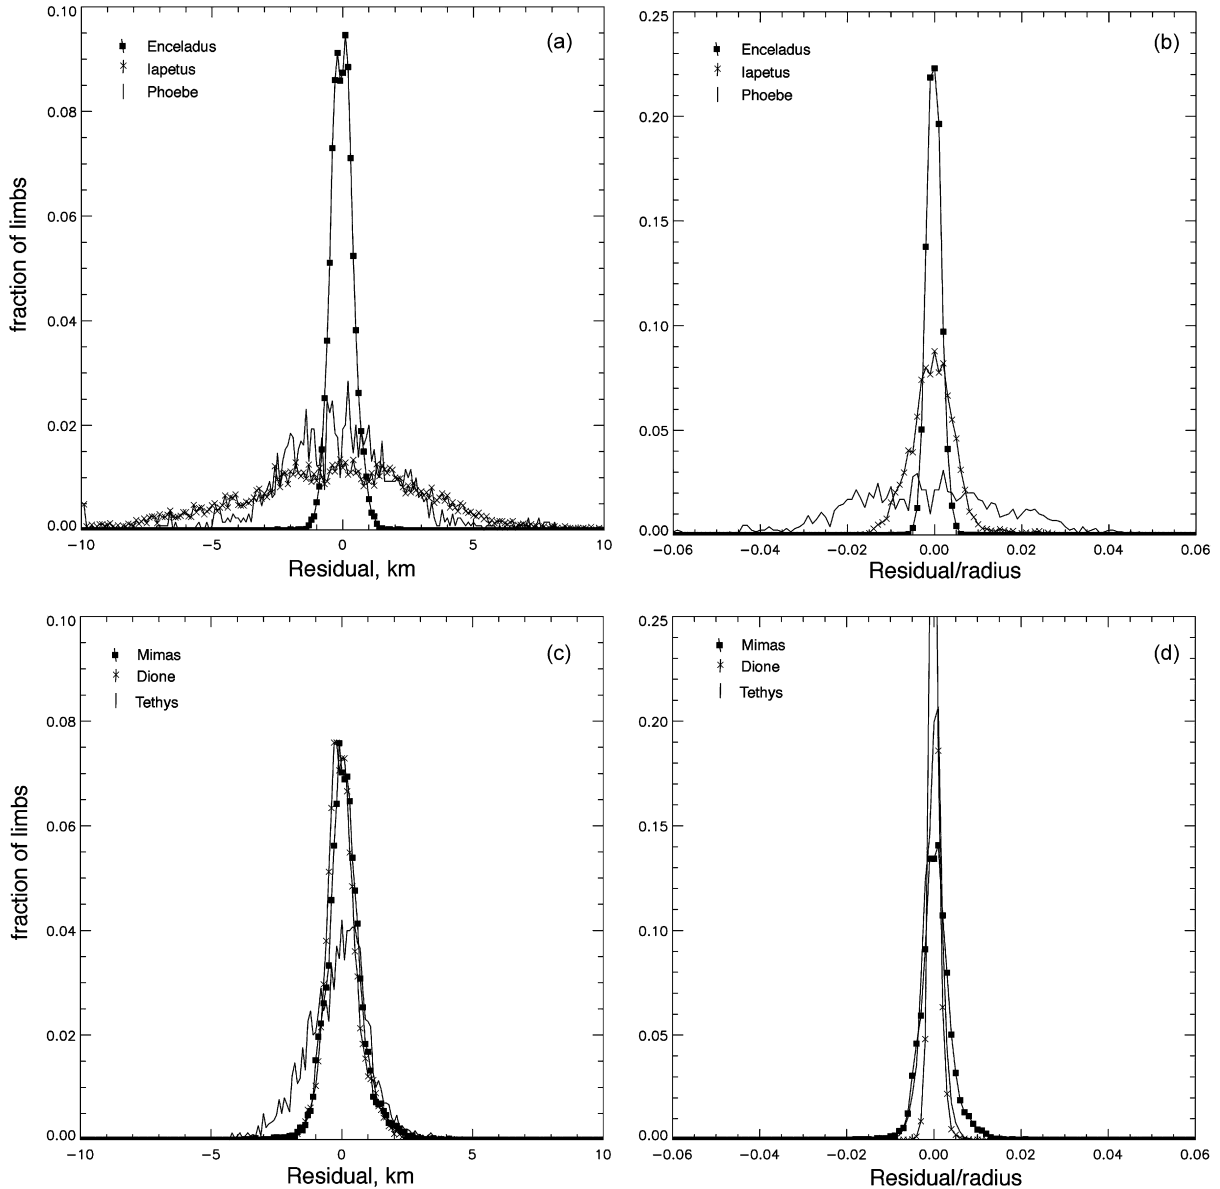 (a)
Enceladus
Iapetus
Phoebe
fraction of limbs
0.10
0.08
0.06
0.04
0.02
0.00
−10
−5
0
5
10
Residual, km
(b)
Enceladus
Iapetus
Phoebe
0.25
0.20
0.15
0.10
0.05
0.00
−0.06
−0.04
−0.02
0.00
0.02
0.04
0.06
Residual/radius
(c)
Mimas
Dione
Tethys
fraction of limbs
0.10
0.08
0.06
0.04
0.02
0.00
−10
−5
0
5
10
Residual, km
(d)
Mimas
Dione
Tethys
0.25
0.20
0.15
0.10
0.05
0.00
−0.06
−0.04
−0.02
0.00
0.02
0.04
0.06
Residual/radius